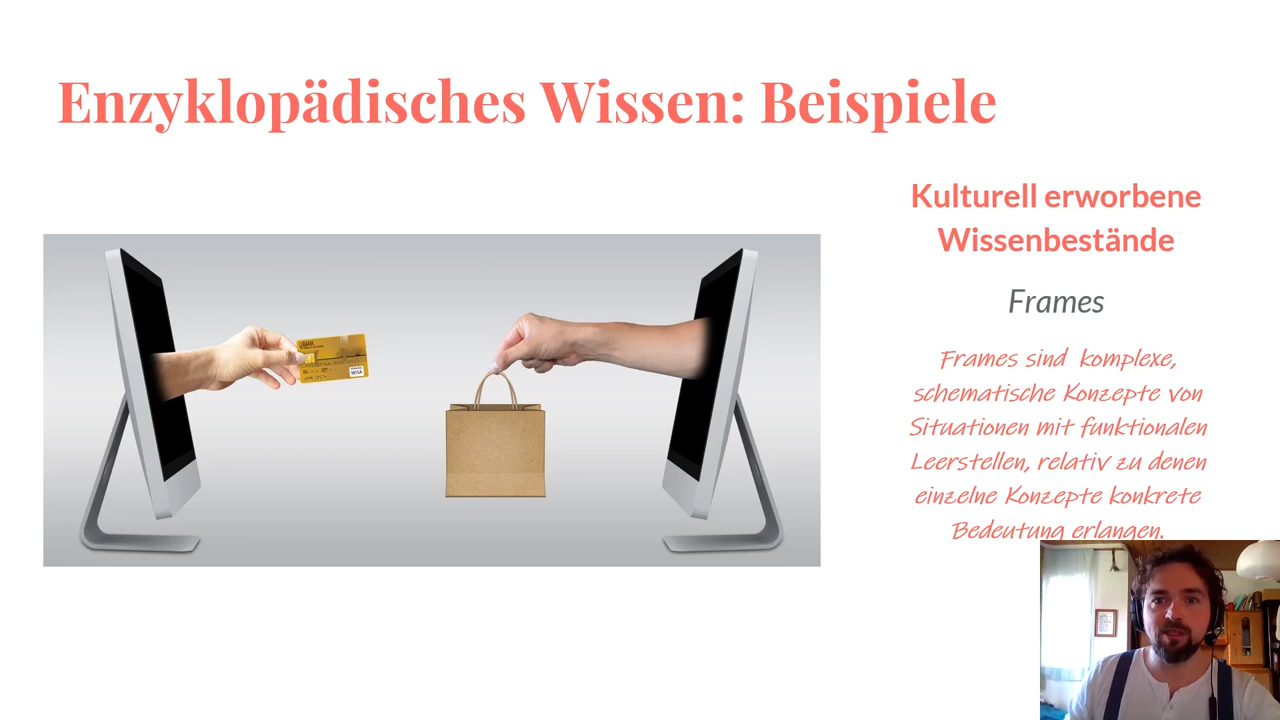 Enzyklopädisches Wissen: Beispiele
Kulturell erworbene
Wissenbestände
Frames
Frames sind komplexe,
schematische Konzepte von
Situationen mit funktionalen
Leerstellen, relativ zu denen
einzelne Konzepte konkrete
Bedeutung erlangen.
VISA